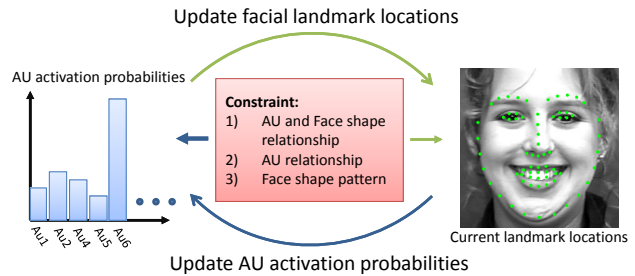 Update facial landmark locations
AU activation probabilities
Constraint:
1) AU and Face shape
relationship
2) AU relationship
3) Face shape pattern
Au1 Au2 Au4 Au5 Au6
Current landmark locations
Update AU activation probabilities